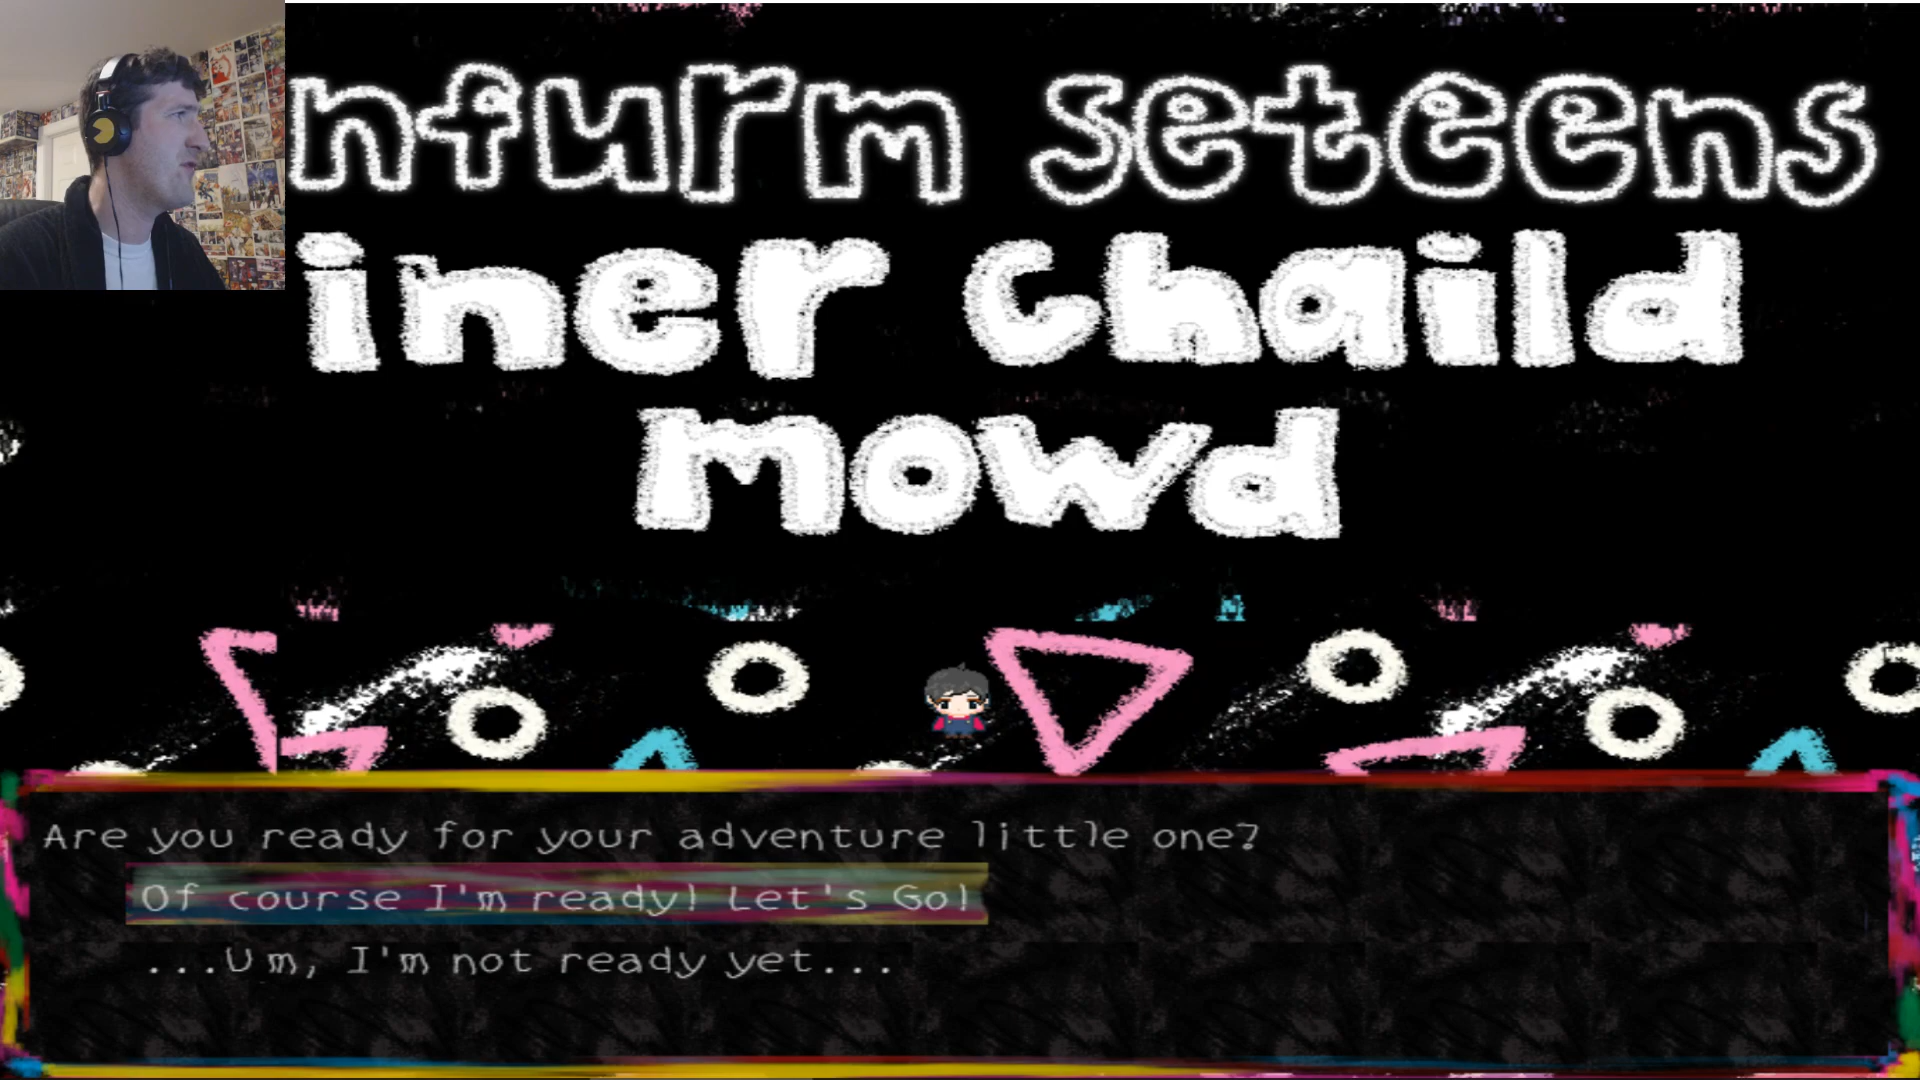 nfurm seteens
iner chaild
mowd
Are you ready for your adventure little one?
Of course I'm ready! Let's Go!
...Um, I'm not ready yet...